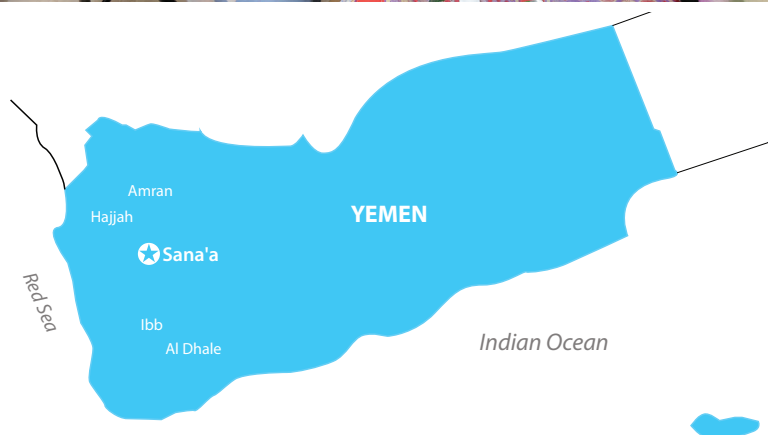 Amran
Hajjah
YEMEN
Sana'a
Red Sea
Ibb
Al Dhale
Indian Ocean